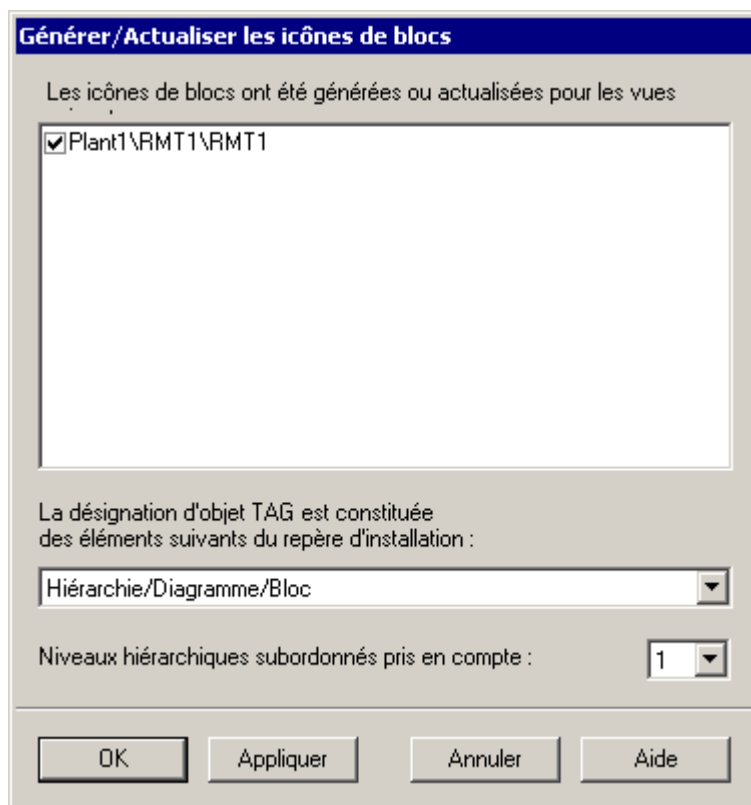 Générer/Actualiser les icônes de blocs
Les icônes de blocs ont été générées ou actualisées pour les vues
Plant1\RMT1\RMT1
La désignation d'objet TAG est constituée
des éléments suivants du repère d'installation :
Hiérarchie/Diagramme/Bloc
Niveaux hiérarchiques subordonnés pris en compte :
1
OK
Appliquer
Annuler
Aide